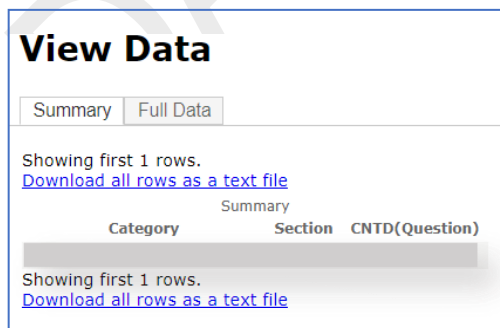 View Data
Summary Full Data
Showing first 1 rows.
Download all rows as a text file
Summary
Category Section CNTD(Question)
Showing first 1 rows.
Download all rows as a text file